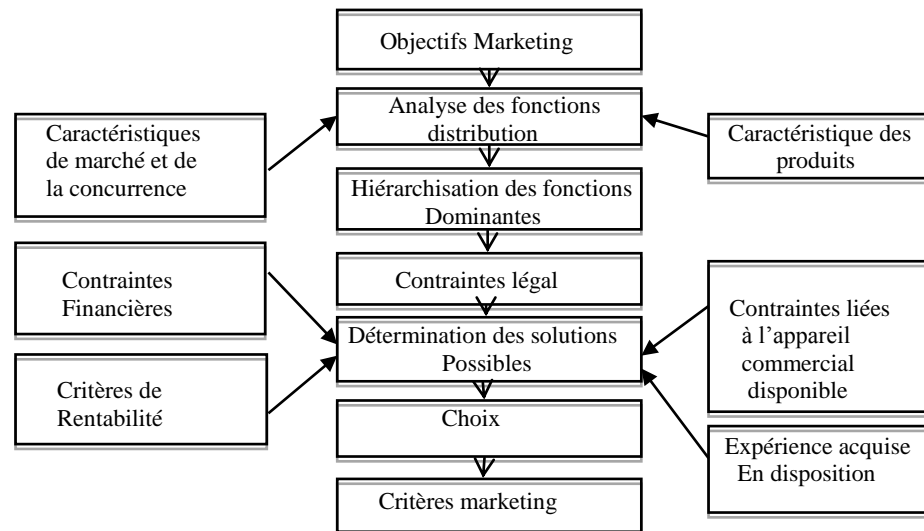 Objectifs Marketing
Analyse des fonctions
distribution
Caractéristiques
de marché et de
la concurrence
Caractéristique des
produits
Hiérarchisation des fonctions
Dominantes
Contraintes légal
Contraintes
Financières
Détermination des solutions
Possibles
Contraintes liées
à l’appareil
commercial
disponible
Critères de
Rentabilité
Choix
Expérience acquise
En disposition
Critères marketing